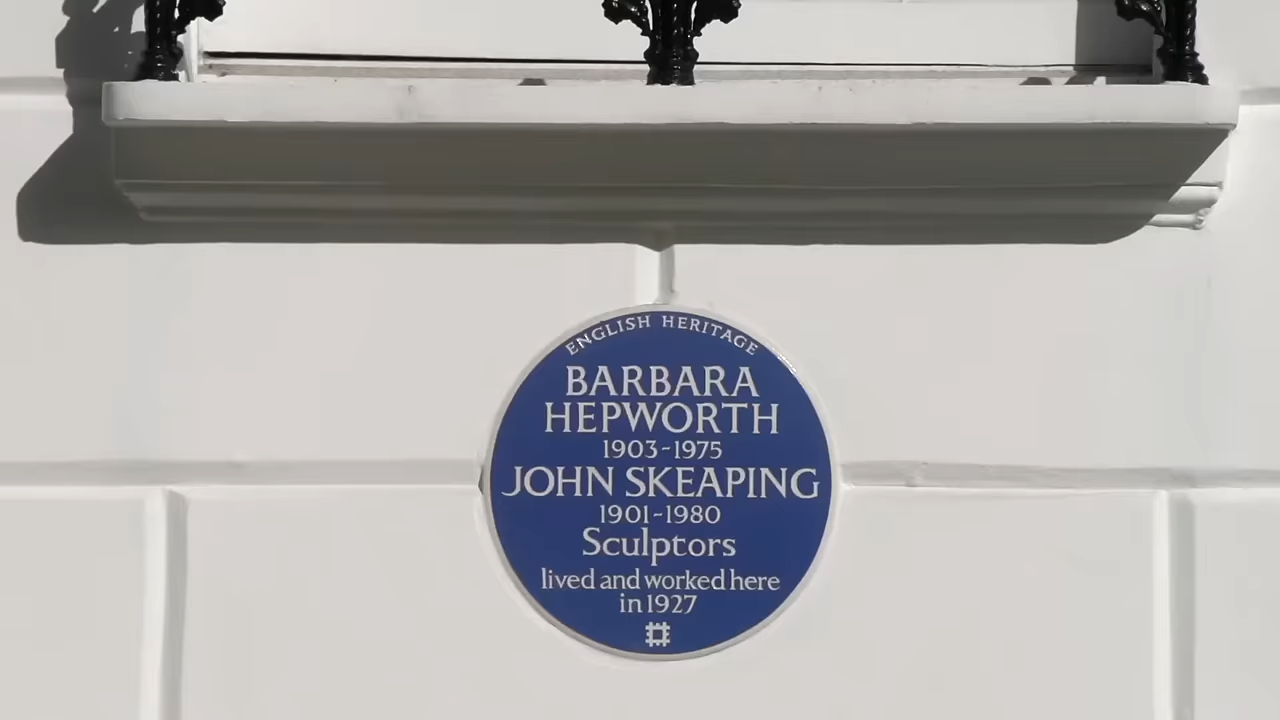 ENGLISH HERITAGE
BARBARA
HEPWORTH
1903-1975
JOHN SKEAPING
1901-1980
Sculptors
lived and worked here
in 1927